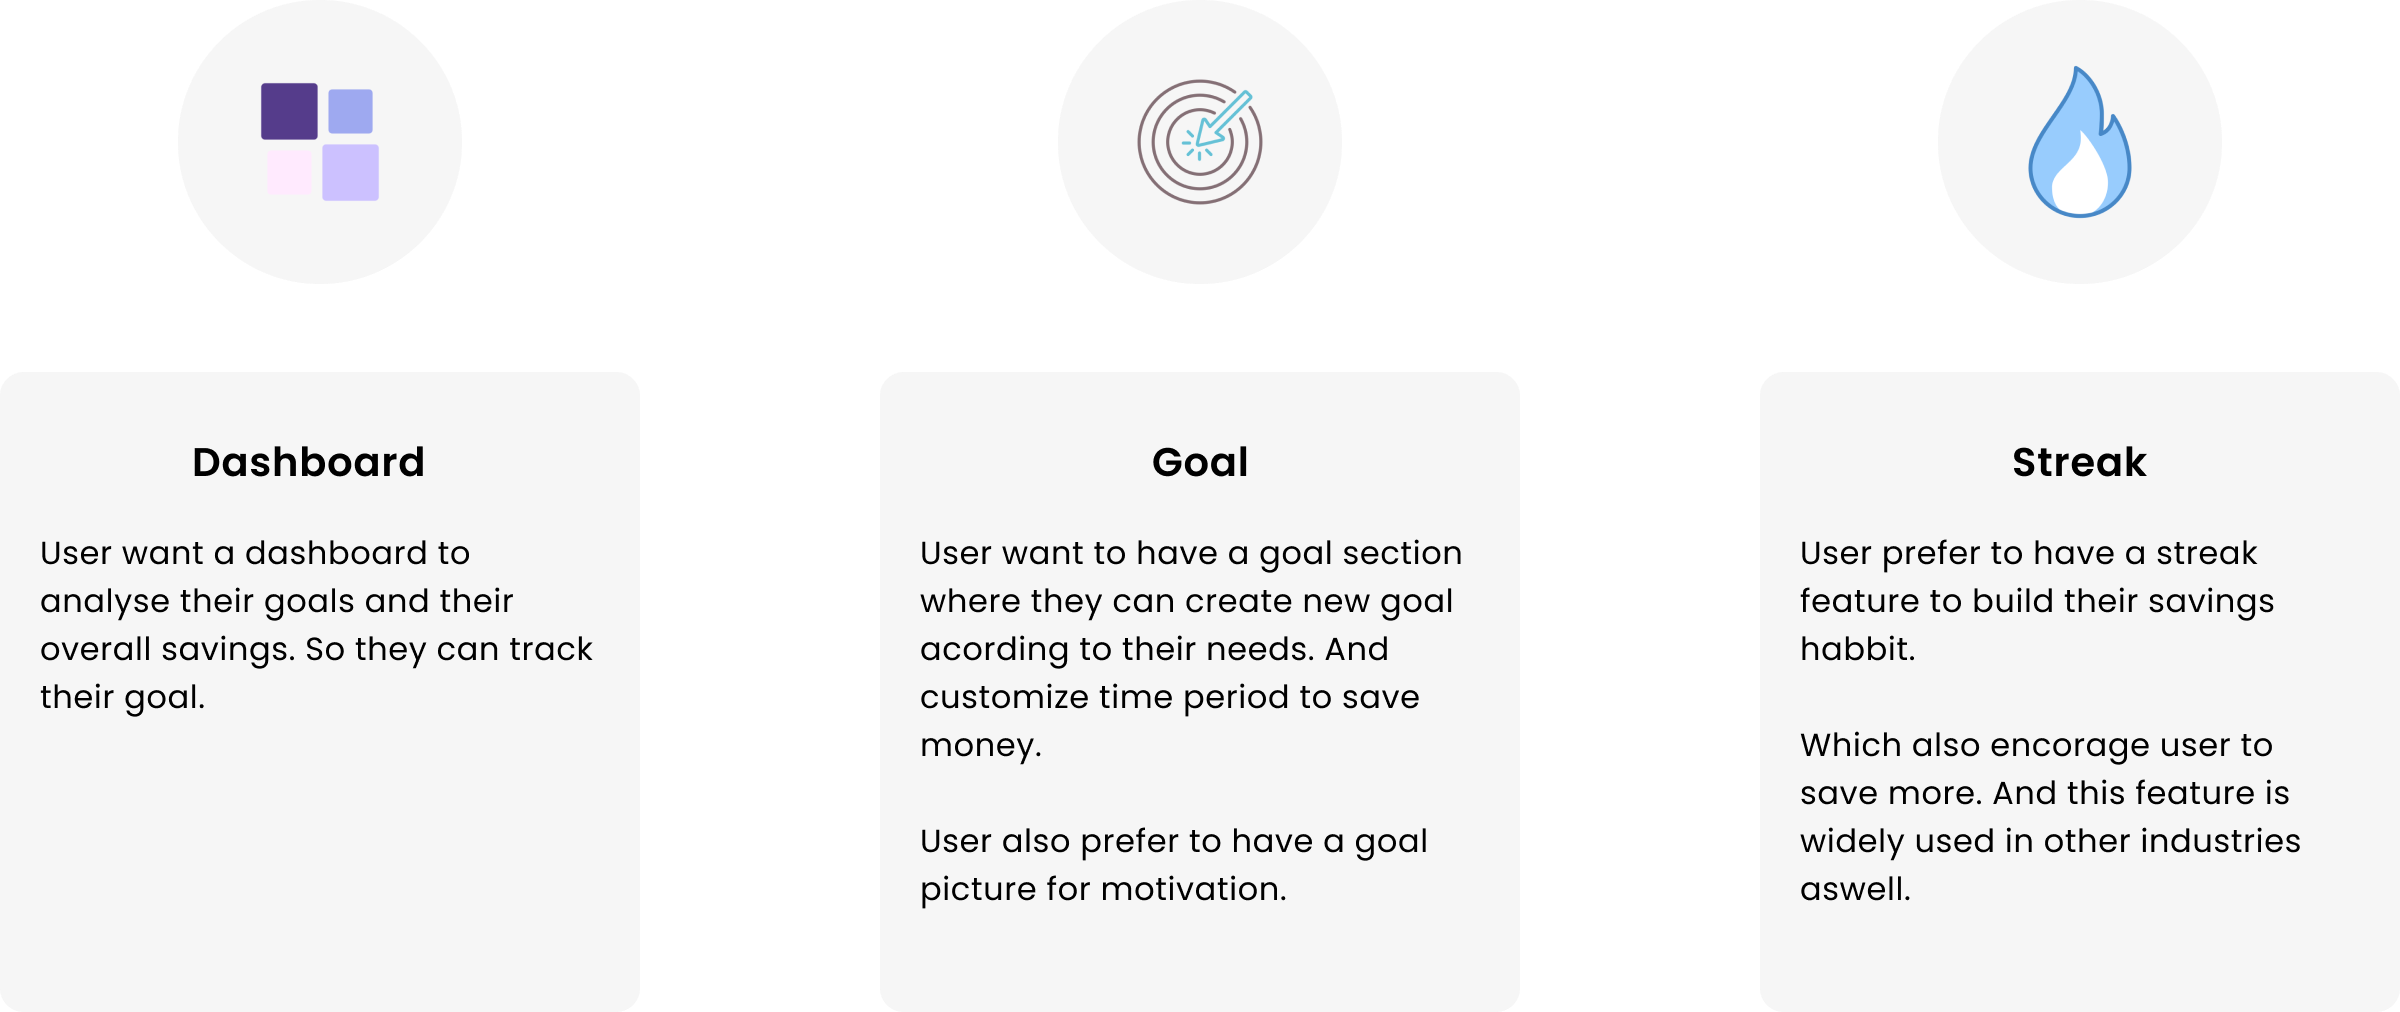 Dashboard
User want a dashboard to
analyse their goals and their
overall savings. So they can track
their goal.
Goal
User want to have a goal section
where they can create new goal
acording to their needs. And
customize time period to save
money.
User also prefer to have a goal
picture for motivation.
Streak
User prefer to have a streak
feature to build their savings
habbit.
Which also encorage user to
save more. And this feature is
widely used in other industries
aswell.